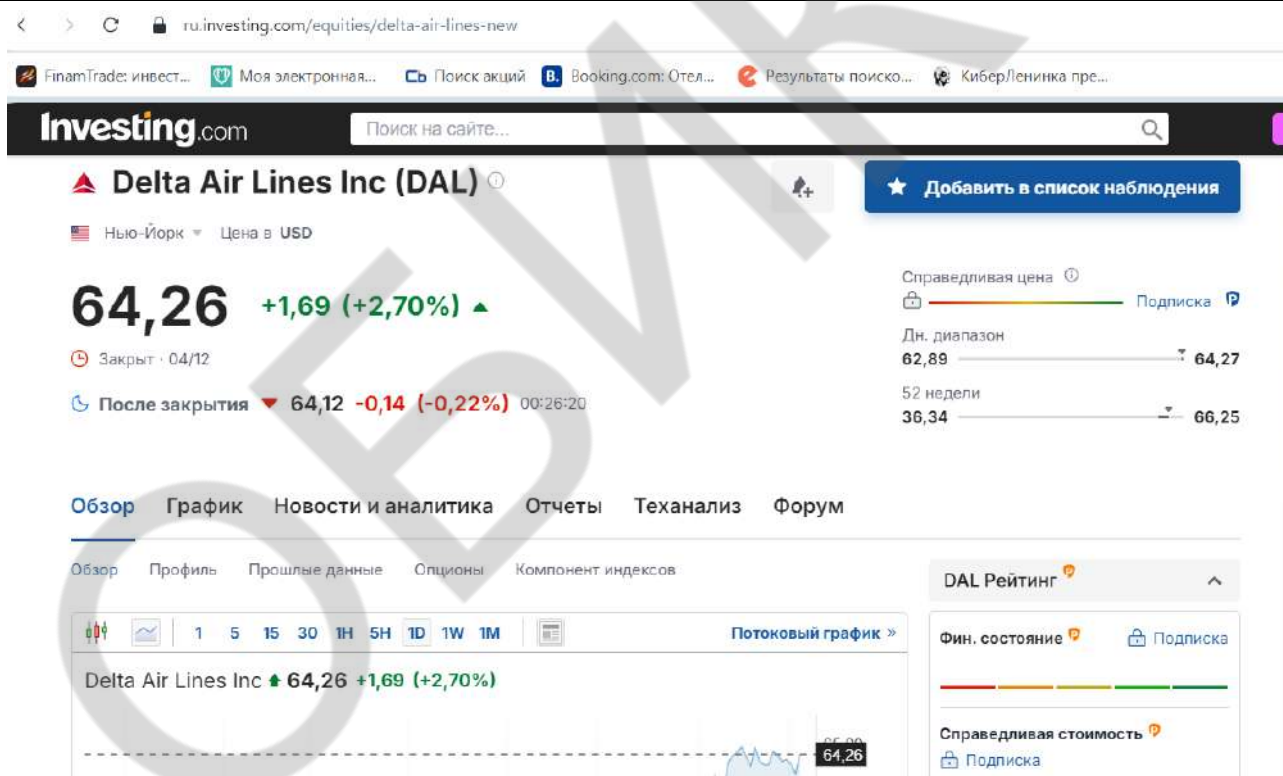 ru.investing.com/equities/delta-air-lines-new
FinamTrade: инвест... Моя электронная... Сь Поиск акций B. Booking.com: Отел... Результаты поиско... КиберЛенинка пре...
Investing.com Поиск на сайте...
Delta Air Lines Inc (DAL)
Добавить в список наблюдения
Нью-Йорк Цена в USD
64,26 +1,69 (+2,70%)
Закрыт · 04/12
После закрытия 64,12 -0,14 (-0,22%) 00:26:20
Справедливая цена
Подписка
Дн. диапазон
62,89 64,27
52 недели
36,34 66,25
Обзор График Новости и аналитика Отчеты Теханализ Форум
Обзор Профиль Прошлые данные Опционы Компонент индексов
1 5 15 30 1H 5H 1D 1W 1M Потоковый график »
Delta Air Lines Inc 64,26 +1,69 (+2,70%)
64,26
DAL Рейтинг
Фин. состояние Подписка
Справедливая стоимость
Подписка
ОБИК